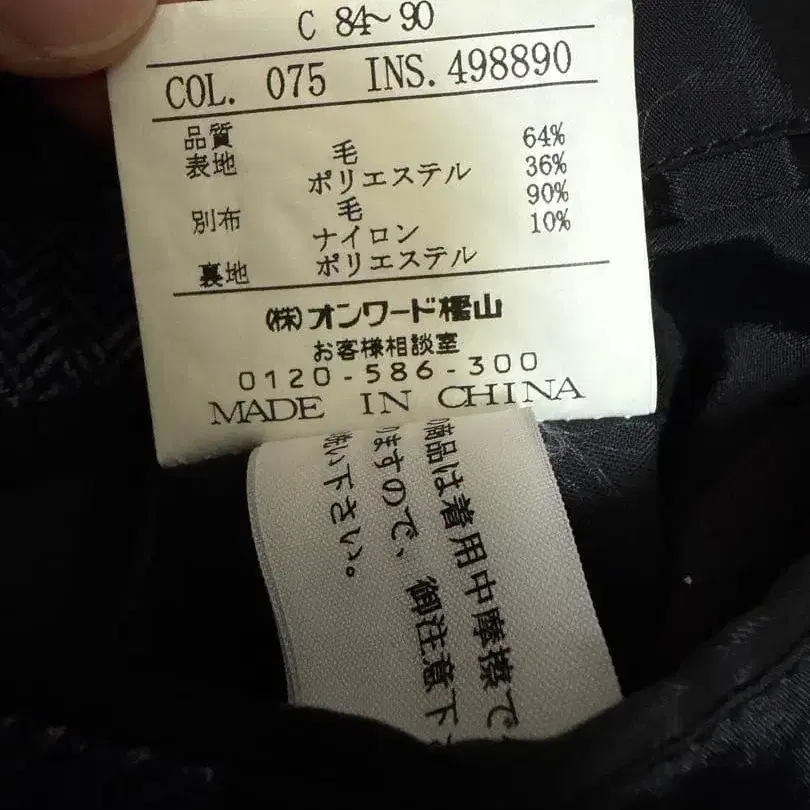 C 84~90
COL. 075 INS. 498890
品質
表地 毛 64%
ポリエステル 36%
別布 毛 90%
ナイロン 10%
裏地 ポリエステル
㈱オンワード樫山
お客様相談室
0120-586-300
MADE IN CHINA
商品は着用中摩擦で
ますので、御注意下
い下さい。